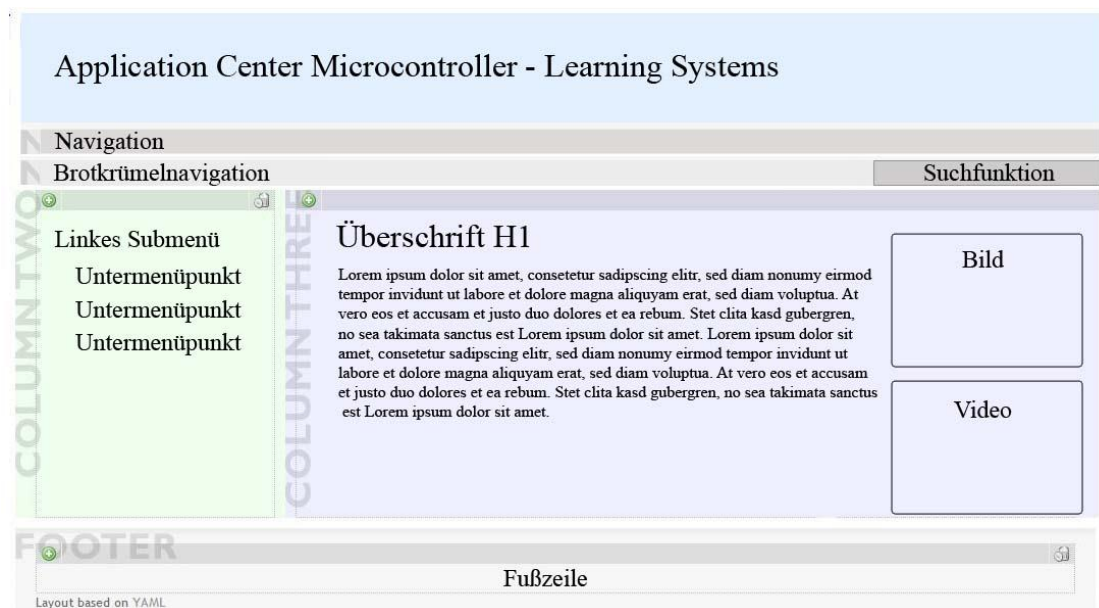 Application Center Microcontroller - Learning Systems
N
Navigation
N
Brotkrümelnavigation
Suchfunktion
COLUMN TWO
Linkes Submenü
Untermenüpunkt
Untermenüpunkt
Untermenüpunkt
COLUMN THREE
Überschrift H1
Lorem ipsum dolor sit amet, consetetur sadipscing elitr, sed diam nonumy eirmod
tempor invidunt ut labore et dolore magna aliquyam erat, sed diam voluptua. At
vero eos et accusam et justo duo dolores et ea rebum. Stet clita kasd gubergren,
no sea takimata sanctus est Lorem ipsum dolor sit amet. Lorem ipsum dolor sit
amet, consetetur sadipscing elitr, sed diam nonumy eirmod tempor invidunt ut
labore et dolore magna aliquyam erat, sed diam voluptua. At vero eos et accusam
et justo duo dolores et ea rebum. Stet clita kasd gubergren, no sea takimata sanctus
est Lorem ipsum dolor sit amet.
Bild
Video
FOOTER
Fußzeile
Layout based on YAML